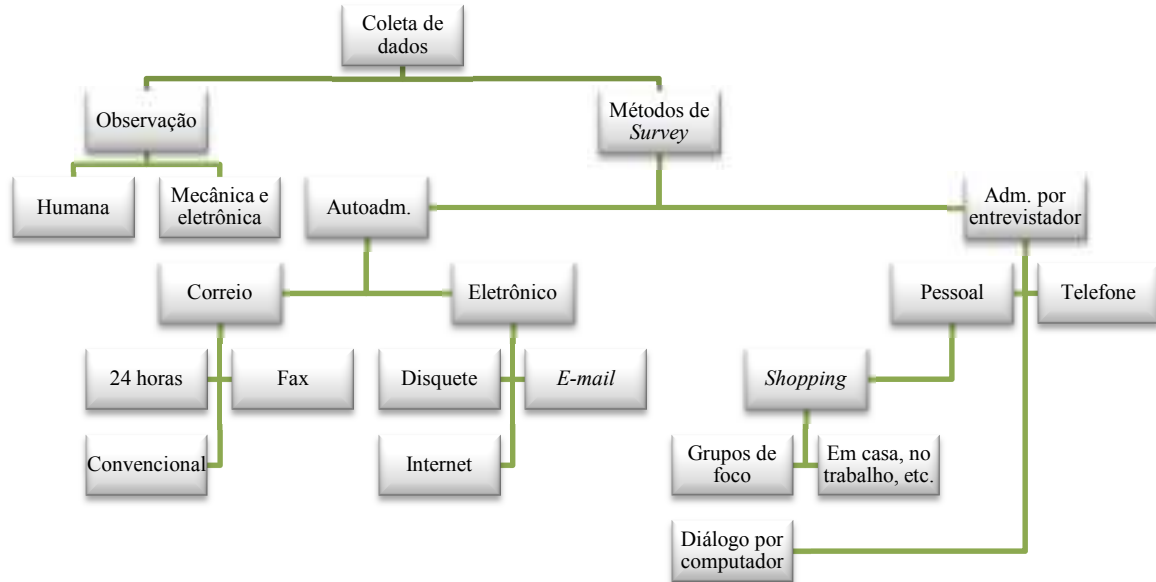 Coleta de
dados
Observação
Métodos de
Survey
Humana
Mecânica e
eletrônica
Autoadm.
Adm. por
entrevistador
Correio
Eletrônico
Pessoal
Telefone
24 horas
Fax
Disquete
E-mail
Shopping
Convencional
Internet
Grupos de
foco
Em casa, no
trabalho, etc.
Diálogo por
computador